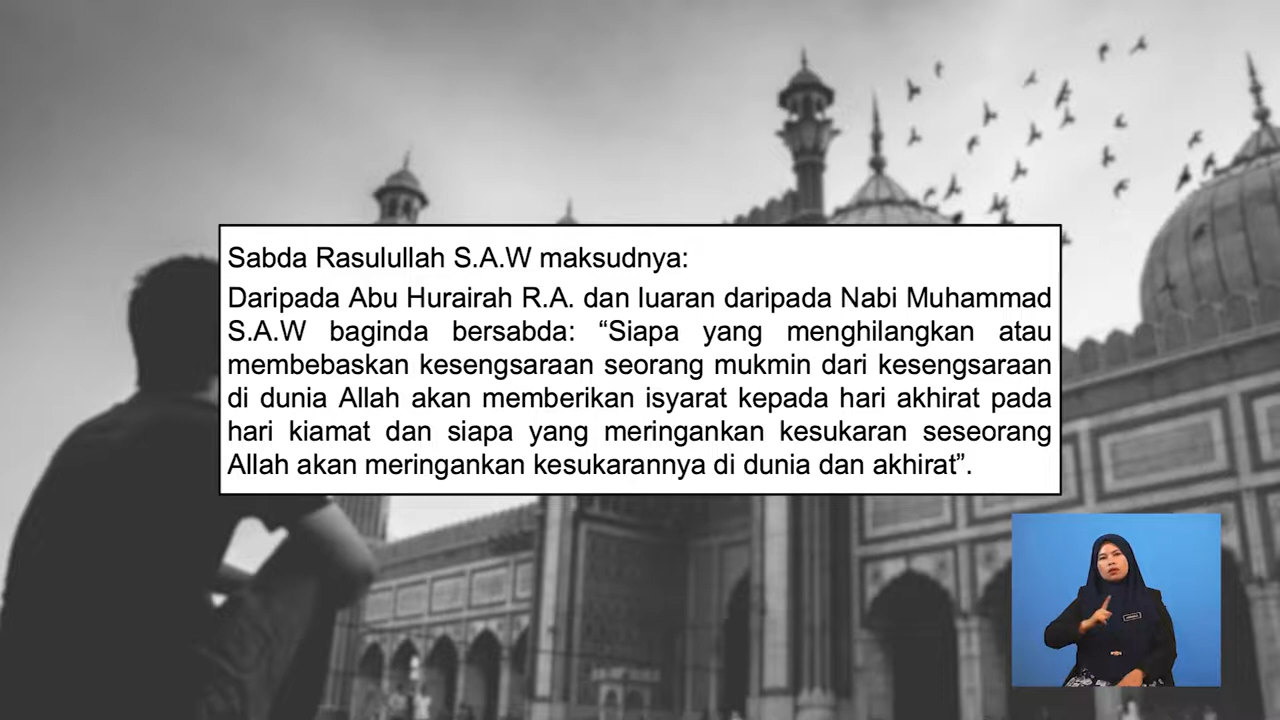 Sabda Rasulullah S.A.W maksudnya:
Daripada Abu Hurairah R.A. dan luaran daripada Nabi Muhammad
S.A.W baginda bersabda: “Siapa yang menghilangkan atau
membebaskan kesengsaraan seorang mukmin dari kesengsaraan
di dunia Allah akan memberikan isyarat kepada hari akhirat pada
hari kiamat dan siapa yang meringankan kesukaran seseorang
Allah akan meringankan kesukarannya di dunia dan akhirat”.